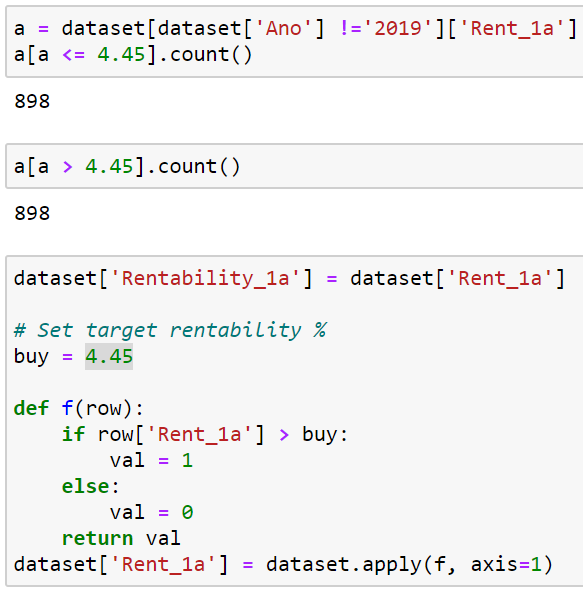 a = dataset[dataset['Ano'] !='2019']['Rent_1a']
a[a <= 4.45].count()
898
a[a > 4.45].count()
898
dataset['Rentability_1a'] = dataset['Rent_1a']
# Set target rentability %
buy = 4.45
def f(row):
    if row['Rent_1a'] > buy:
        val = 1
    else:
        val = 0
    return val
dataset['Rent_1a'] = dataset.apply(f, axis=1)